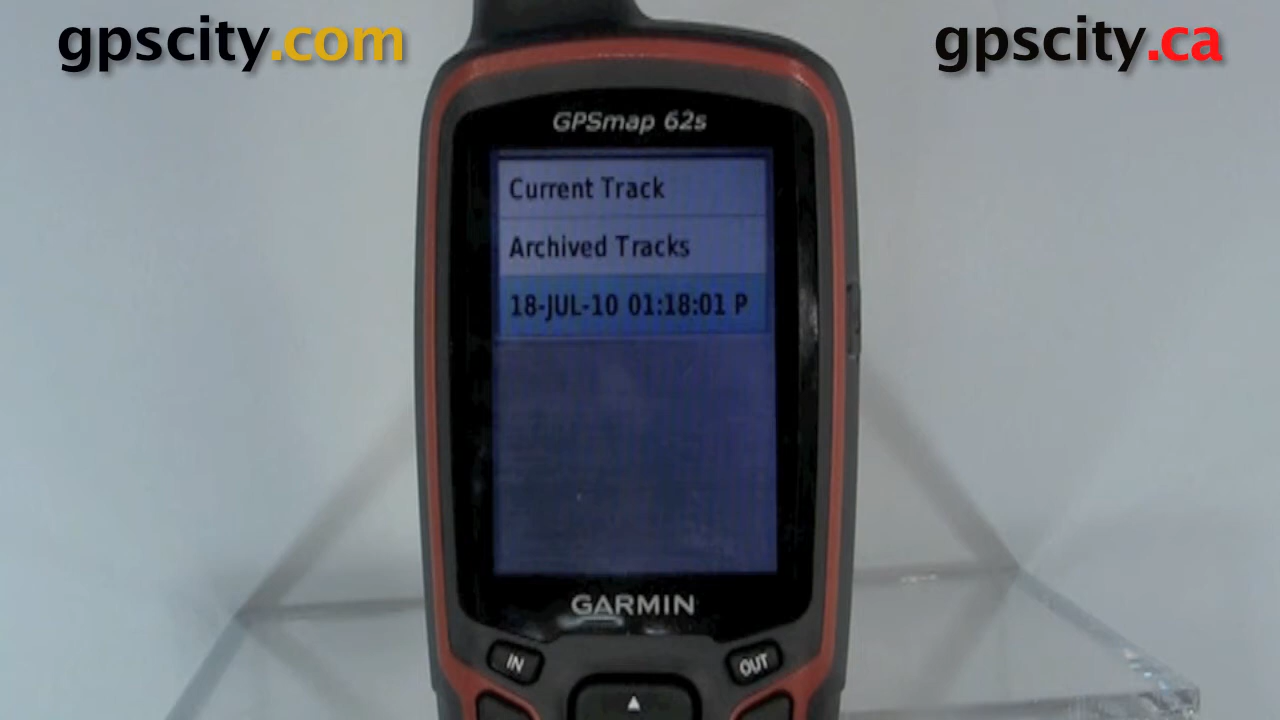 gpscity.com
gpscity.ca
GPSmap 62s
Current Track
Archived Tracks
18-JUL-10 01:18:01 P
GARMIN
IN
OUT